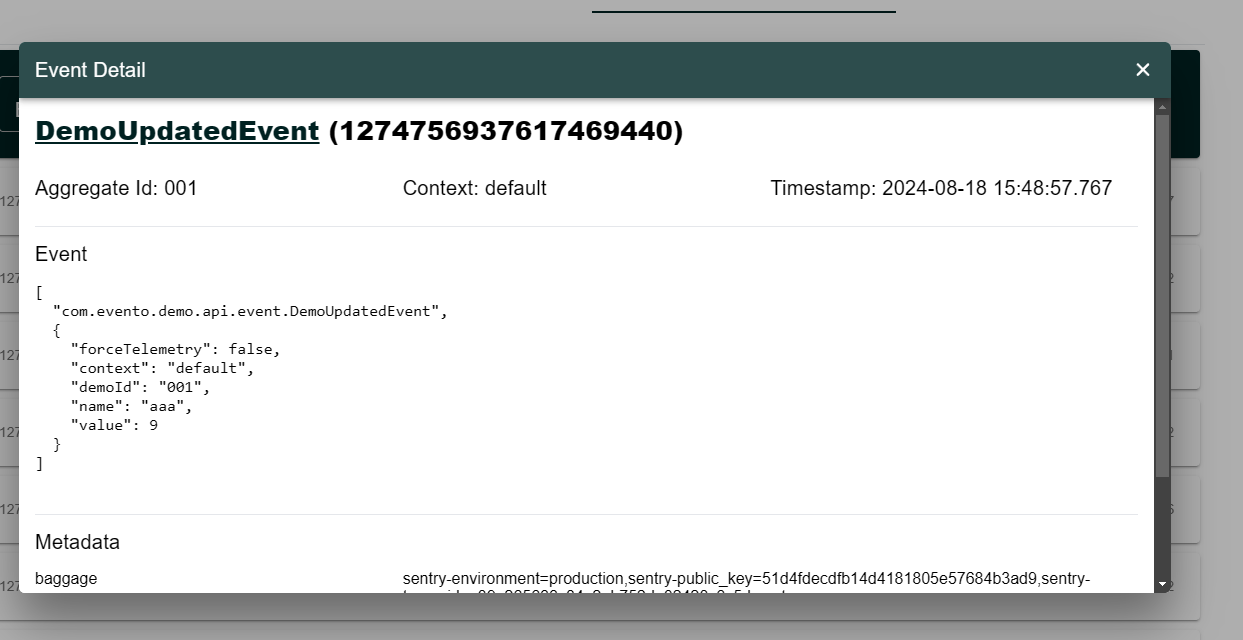 Event Detail
DemoUpdatedEvent (1274756937617469440)
Aggregate Id: 001 Context: default Timestamp: 2024-08-18 15:48:57.767
Event
[
"com.evento.demo.api.event.DemoUpdatedEvent",
{
"forceTelemetry": false,
"context": "default",
"demoId": "001",
"name": "aaa",
"value": 9
}
]
Metadata
baggage sentry-environment=production,sentry-public_key=51d4fdecdfb14d4181805e57684b3ad9,sentry-